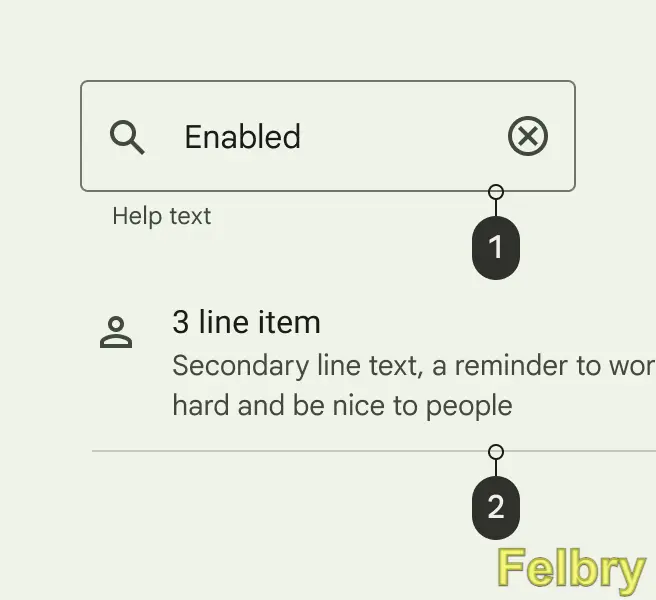 Enabled
Help text
1
3 line item
Secondary line text, a reminder to wor
hard and be nice to people
2
Felbry